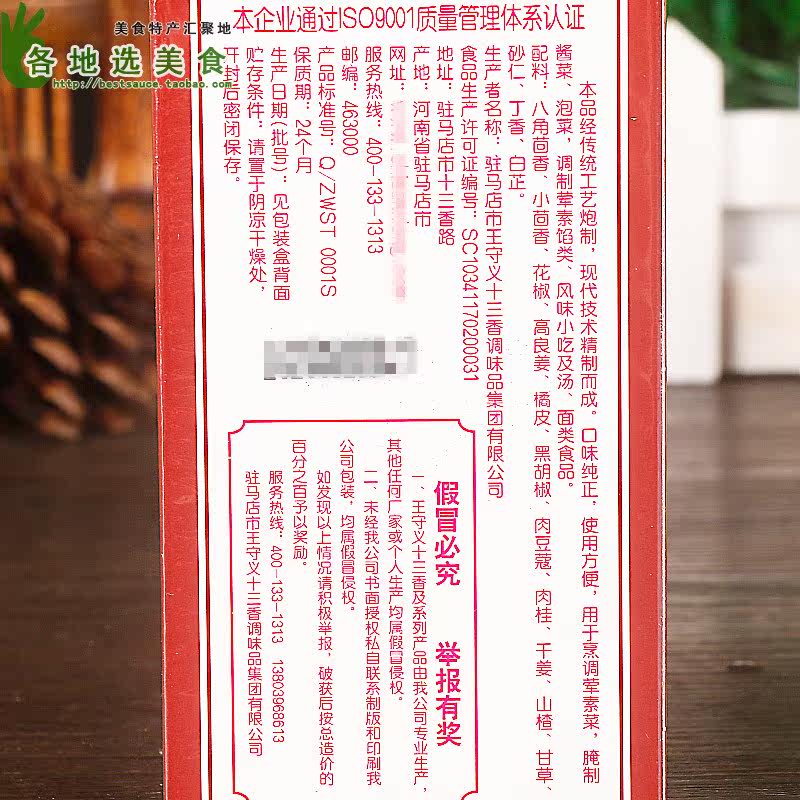 美食特产汇聚地
各地选美食
http://bestsauce.taobao.com
本企业通过ISO9001质量管理体系认证
本品经传统工艺炮制，现代技术精制而成。口味纯正，使用方便，用于烹调荤素菜，腌制
酱菜、泡菜，调制荤素馅类、风味小吃及汤、面类食品。
配料：八角茴香、小茴香、花椒、高良姜、橘皮、黑胡椒、肉豆蔻、肉桂、干姜、山楂、甘草、
砂仁、丁香、白芷。
生产者名称：驻马店市王守义十三香调味品集团有限公司
食品生产许可证编号：SC10341170200031
地址：驻马店市十三香路
产地：河南省驻马店市
网址：
服务热线：400-133-1313
邮编：463000
产品标准号：Q/ZWST 0001S
保质期：24个月
生产日期(批号)：见包装盒背面
贮存条件：请置于阴凉干燥处，
开封后密闭保存。
假冒必究 举报有奖
一、王守义十三香及系列产品由我公司专业生产，
其他任何厂家或个人生产均属假冒侵权。
二、未经我公司书面授权私自联系制版和印刷我
公司包装，均属假冒侵权。
如发现以上情况请积极举报，破获后按总造价的
百分之百予以奖励。
服务热线：400-133-1313 13803968613
驻马店市王守义十三香调味品集团有限公司